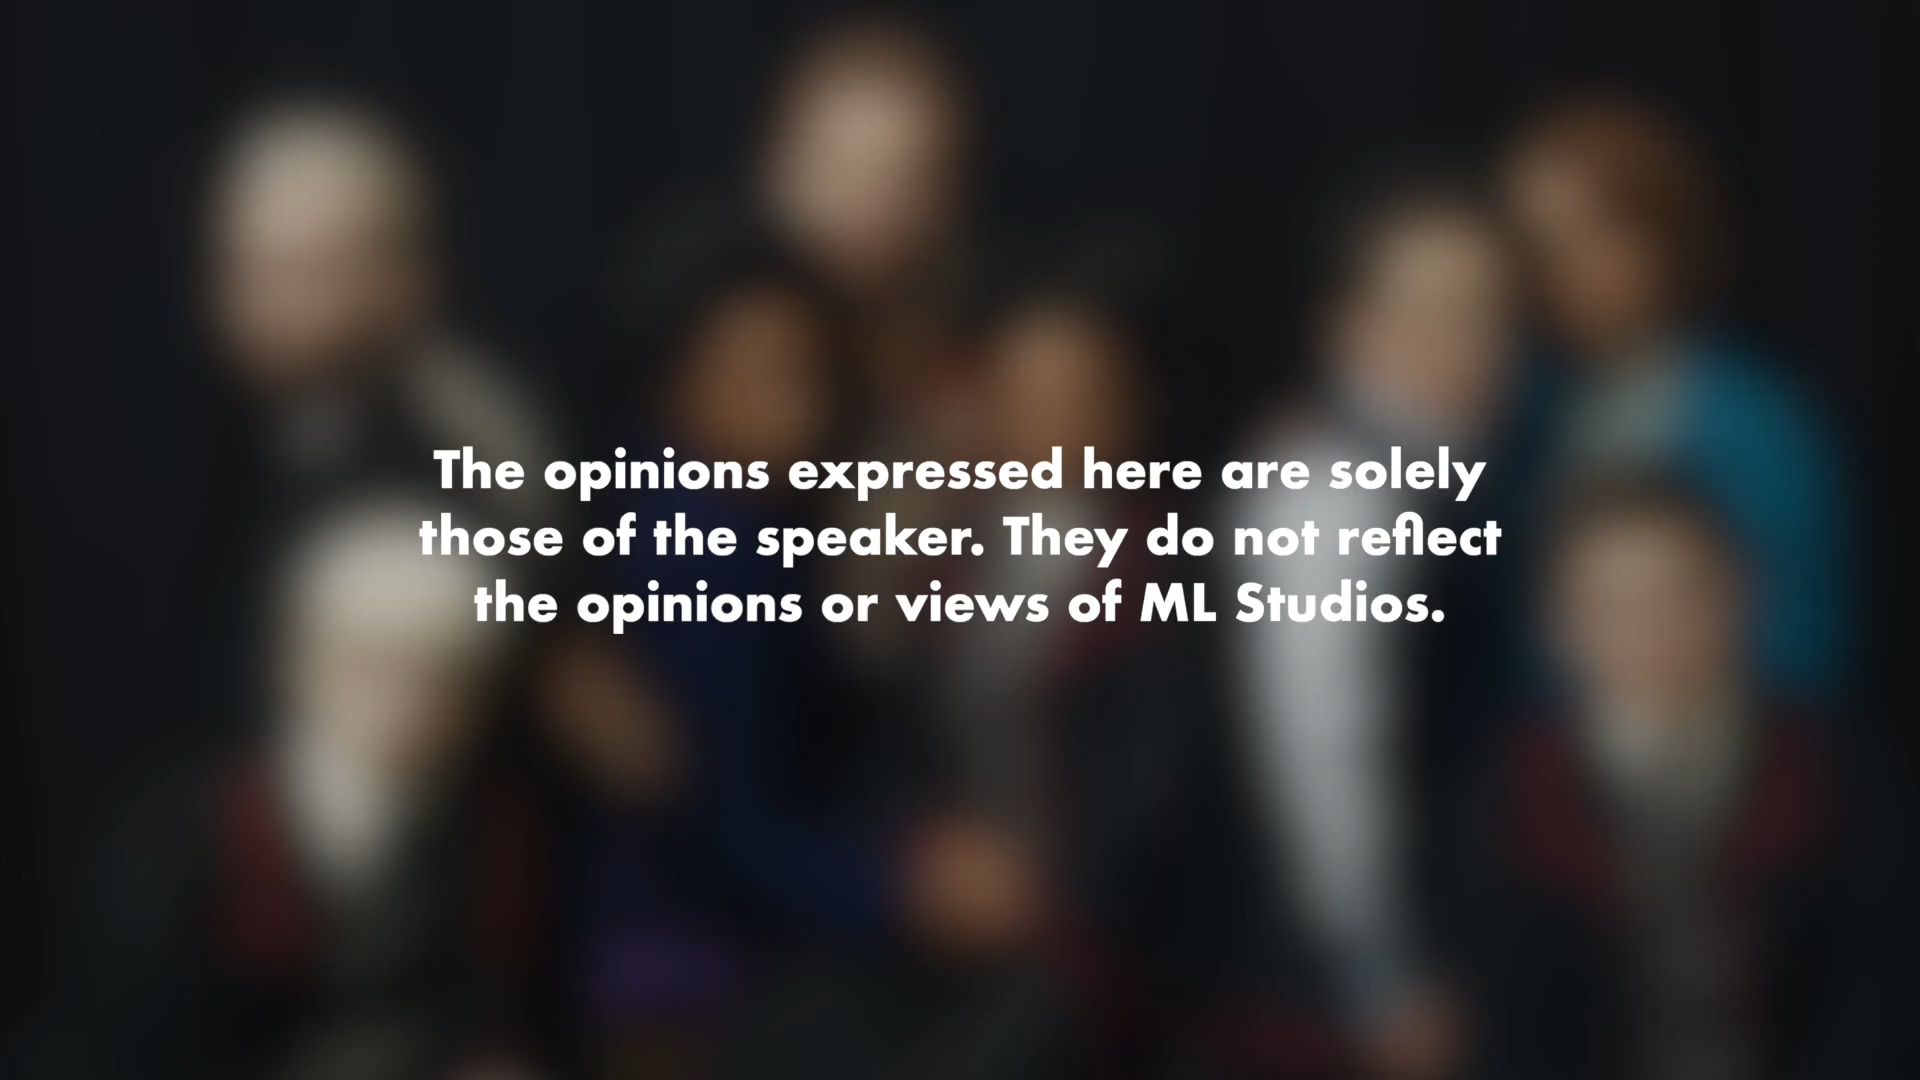 The opinions expressed here are solely
those of the speaker. They do not reflect
the opinions or views of ML Studios.